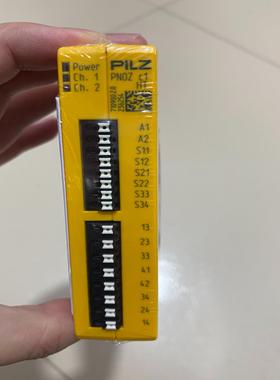 Power PILZ
Ch. 1 PNOZ c1
Ch. 2
A1
A2
S11
S12
S21
S22
S33
S34
13
23
33
41
42
34
24
14